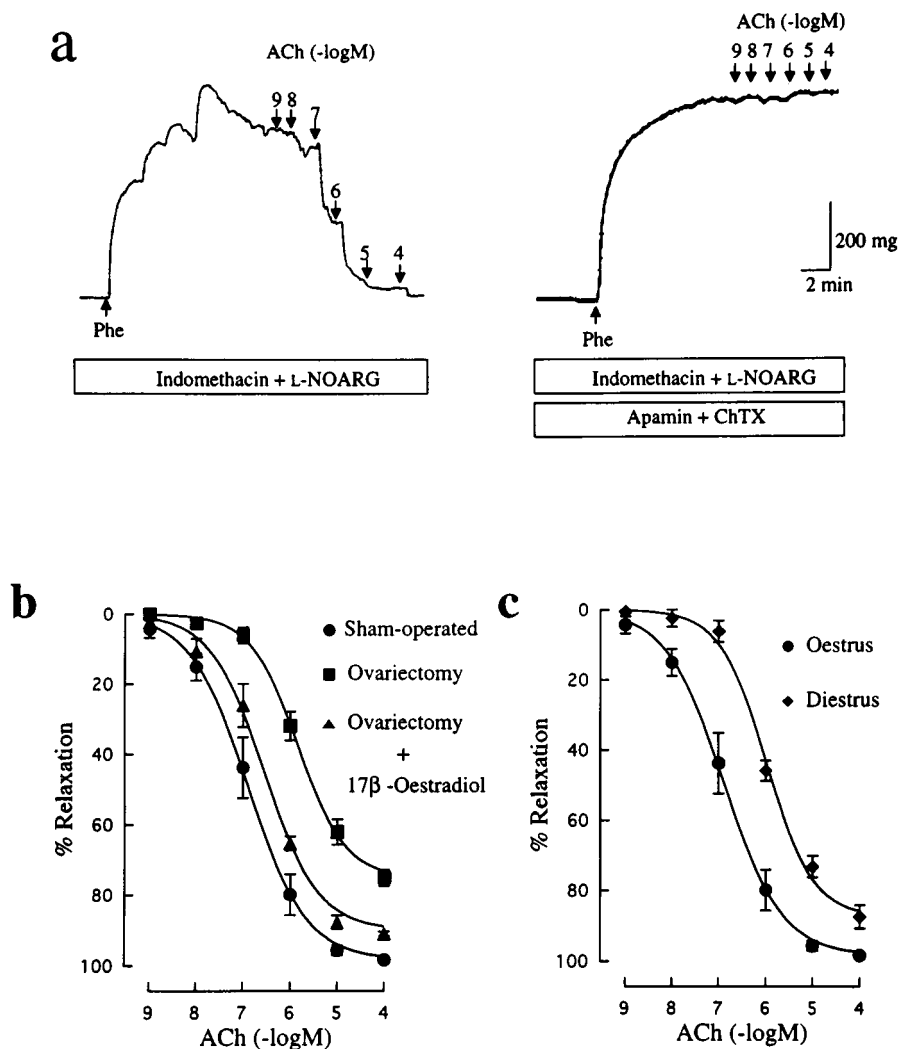 a
ACh (-logM)
9 8 7 6 5 4
Phe
Indomethacin + L-NOARG
ACh (-logM)
9 8 7 6 5 4
200 mg
2 min
Phe
Indomethacin + L-NOARG
Apamin + ChTX
b
% Relaxation
0
20
40
60
80
100
9 8 7 6 5 4
ACh (-logM)
Sham-operated
Ovariectomy
Ovariectomy
+
17β -Oestradiol
c
% Relaxation
0
20
40
60
80
100
9 8 7 6 5 4
ACh (-logM)
Oestrus
Diestrus